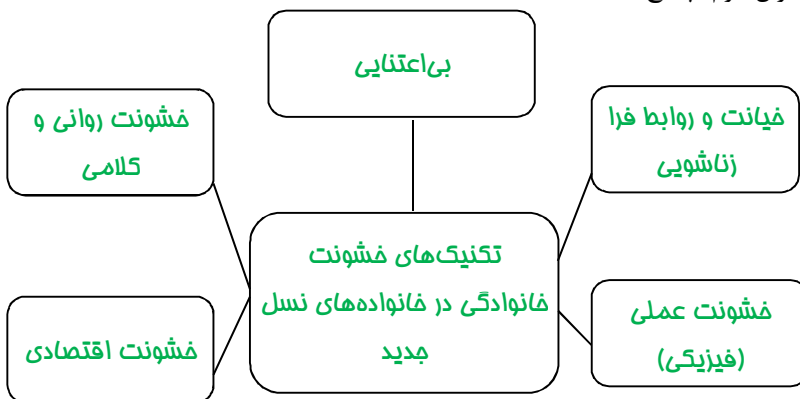 بی‌اعتنایی
خیانت و روابط فرا
زناشویی
خشونت روانی و
کلامی
تکنیک‌های خشونت
خانوادگی در خانواده‌های نسل
جدید
خشونت عملی
(فیزیکی)
خشونت اقتصادی